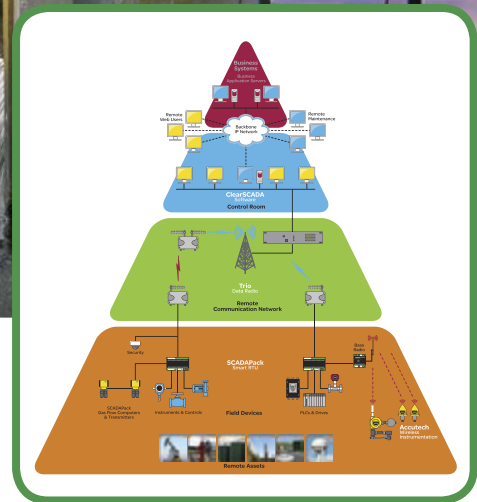 Business
Systems
Business
Application Servers
Remote
Web Users
Remote
Maintenance
Backbone
IP Network
ClearSCADA
Software
Control Room
Trio
Data Radio
Remote
Communication Network
Security
SCADAPack
Smart RTU
Base
Radio
SCADAPack
Gas Flow Computers
& Transmitters
Instruments & Controls
Field Devices
PLCs & Drives
Accutech
Wireless
Instrumentation
Remote Assets